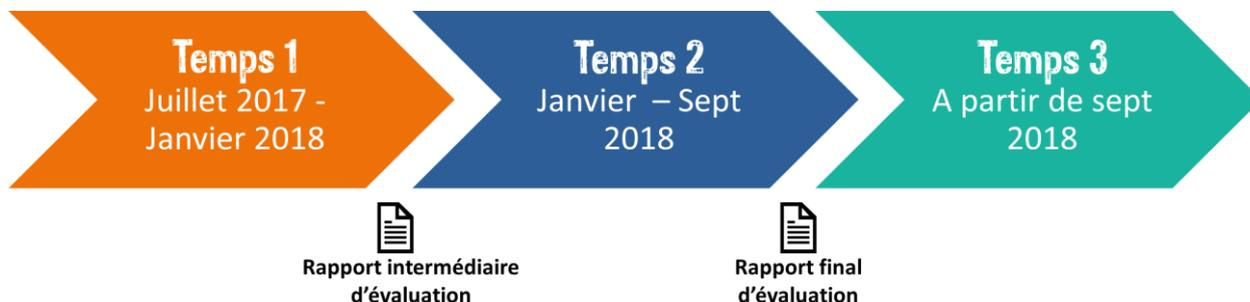 Temps 1
Juillet 2017 -
Janvier 2018
Temps 2
Janvier – Sept
2018
Temps 3
A partir de sept
2018
Rapport intermédiaire
d'évaluation
Rapport final
d'évaluation